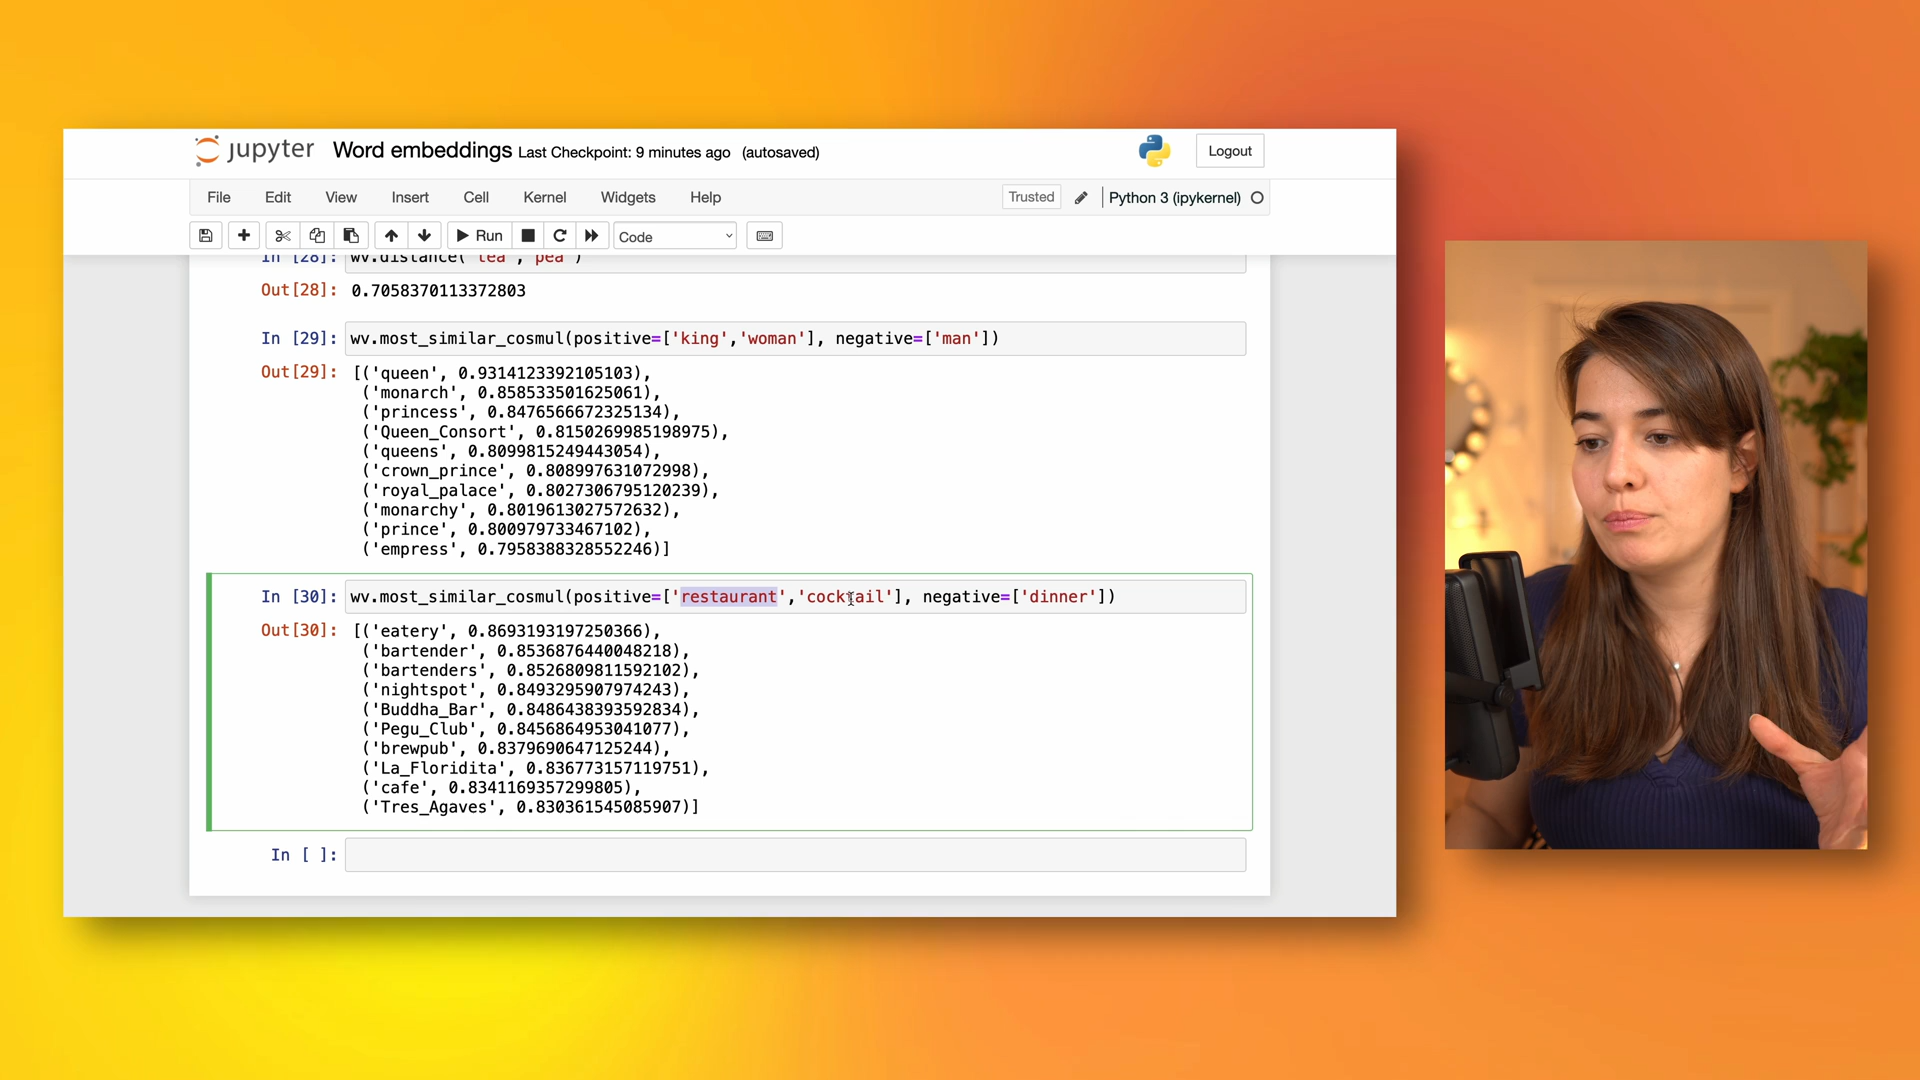 jupyter Word embeddings Last Checkpoint: 9 minutes ago (autosaved) Logout
File Edit View Insert Cell Kernel Widgets Help Trusted Python 3 (ipykernel)
Run Code
In [28]: wv.distance('tea','pea')
Out[28]: 0.7058370113372803
In [29]: wv.most_similar_cosmul(positive=['king','woman'], negative=['man'])
Out[29]: [('queen', 0.9314123392105103),
('monarch', 0.858533501625061),
('princess', 0.8476566672325134),
('Queen_Consort', 0.8150269985198975),
('queens', 0.8099815249443054),
('crown_prince', 0.808997631072998),
('royal_palace', 0.8027306795120239),
('monarchy', 0.8019613027572632),
('prince', 0.800979733467102),
('empress', 0.7958388328552246)]
In [30]: wv.most_similar_cosmul(positive=['restaurant','cocktail'], negative=['dinner'])
Out[30]: [('eatery', 0.8693193197250366),
('bartender', 0.8536876440048218),
('bartenders', 0.8526809811592102),
('nightspot', 0.8493295907974243),
('Buddha_Bar', 0.8486438393592834),
('Pegu_Club', 0.8456864953041077),
('brewpub', 0.8379690647125244),
('La_Floridita', 0.836773157119751),
('cafe', 0.8341169357299805),
('Tres_Agaves', 0.830361545085907)]
In [ ]: